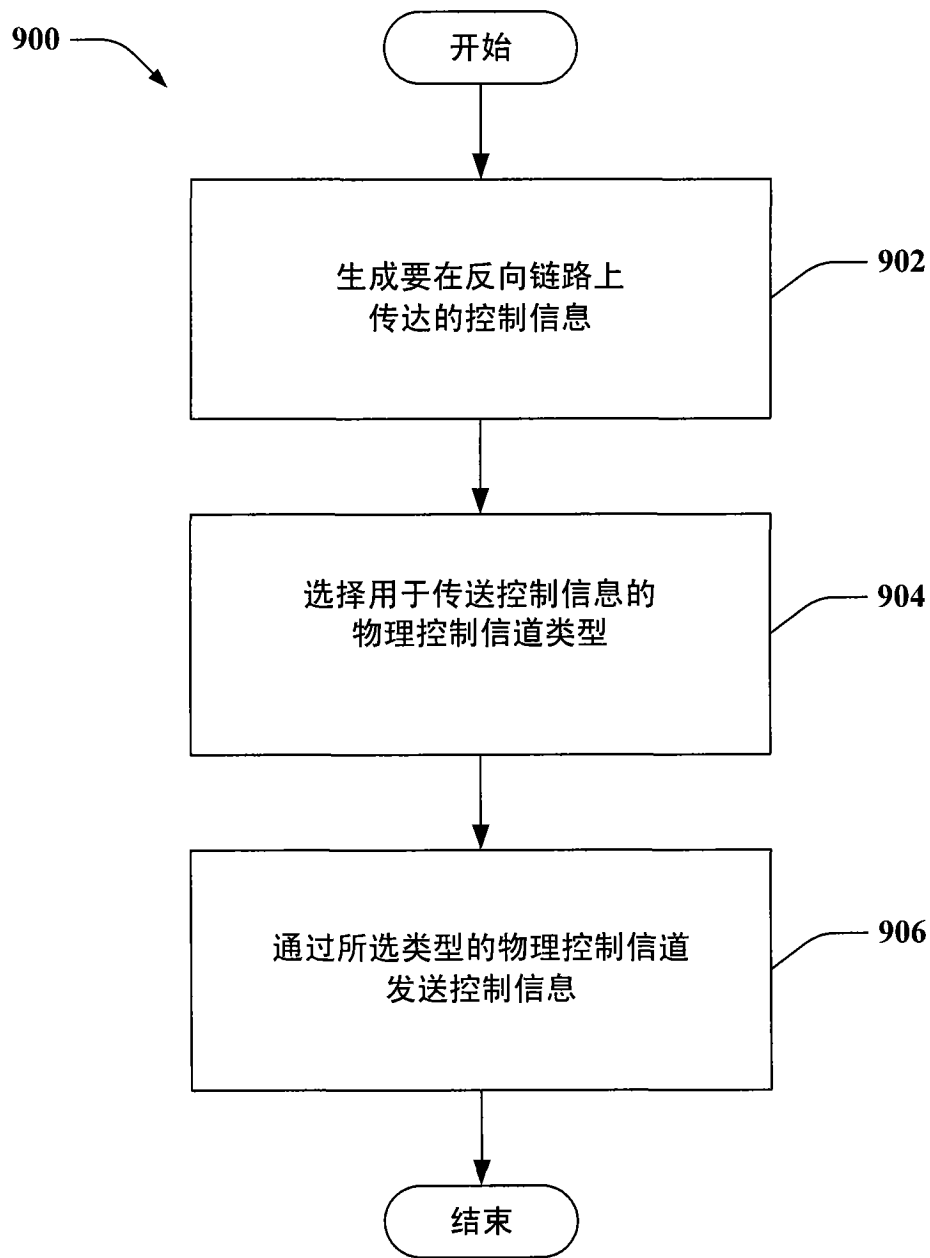 900
开始
生成要在反向链路上
传达的控制信息
902
选择用于传送控制信息的
物理控制信道类型
904
通过所选类型的物理控制信道
发送控制信息
906
结束